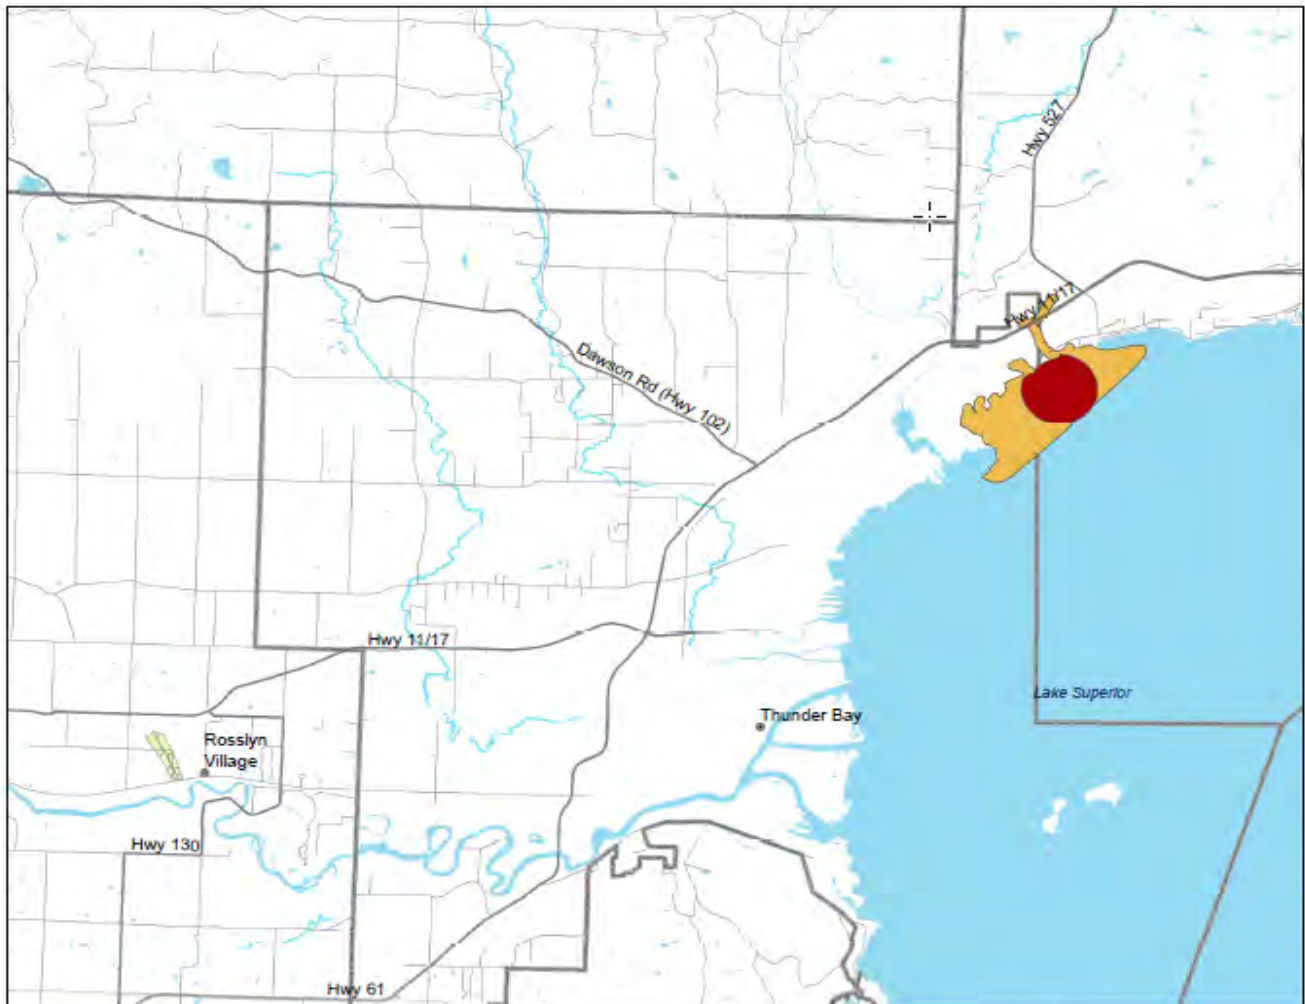 Hwy 527
Hwy 11/17
Dawson Rd (Hwy 102)
Hwy 11/17
Lake Superior
Thunder Bay
Rosslyn
Village
Hwy 130
Hwy 61